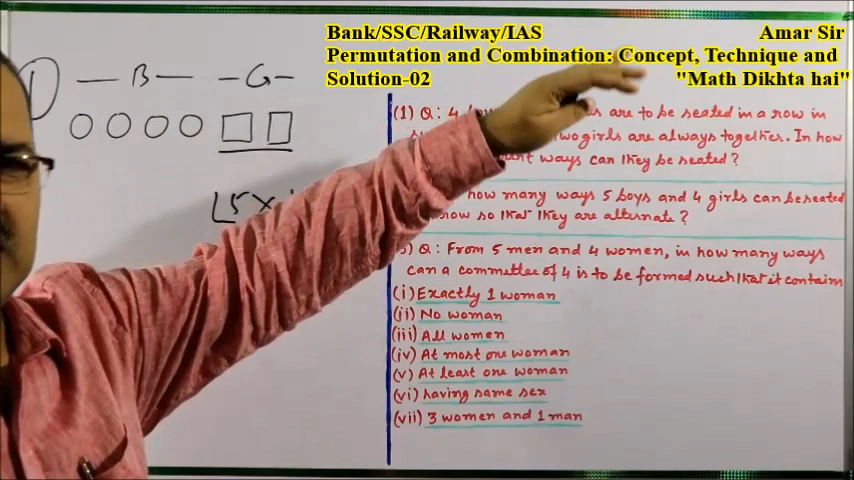 Bank/SSC/Railway/IAS
Amar Sir
Permutation and Combination: Concept, Technique and
Solution-02
"Math Dikhta hai"
1
B
G
5 ×
(1) Q: 4 are to be seated in a row in
girls are always together. In how
ways can they be seated?
how many ways 5 boys and 4 girls can be seated
row so that they are alternate?
Q: From 5 men and 4 women, in how many ways
can a committee of 4 is to be formed such that it contains
(i) Exactly 1 woman
(ii) No woman
(iii) All women
(iv) At most one woman
(v) At least one woman
(vi) having same sex
(vii) 3 women and 1 man